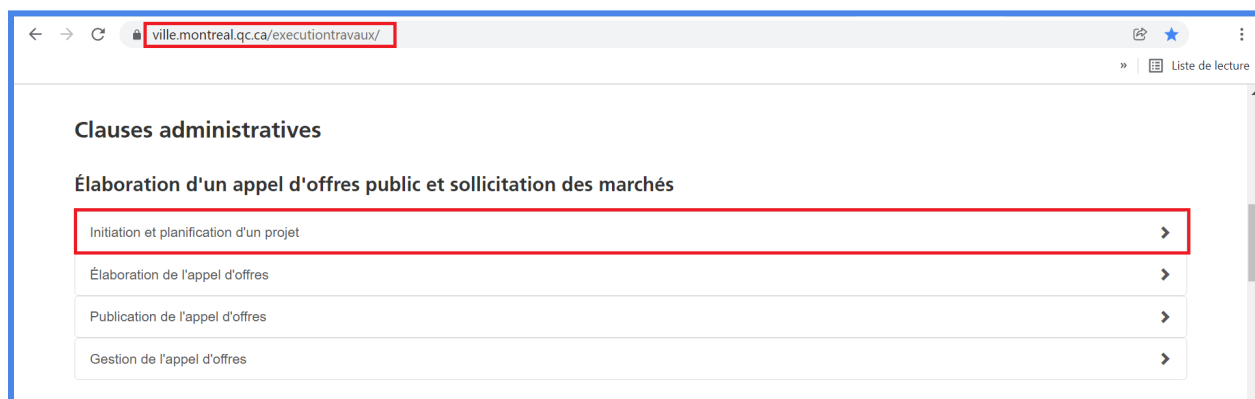 ville.montreal.qc.ca/executiontravaux/
» Liste de lecture
Clauses administratives
Élaboration d'un appel d'offres public et sollicitation des marchés
Initiation et planification d'un projet
Élaboration de l'appel d'offres
Publication de l'appel d'offres
Gestion de l'appel d'offres